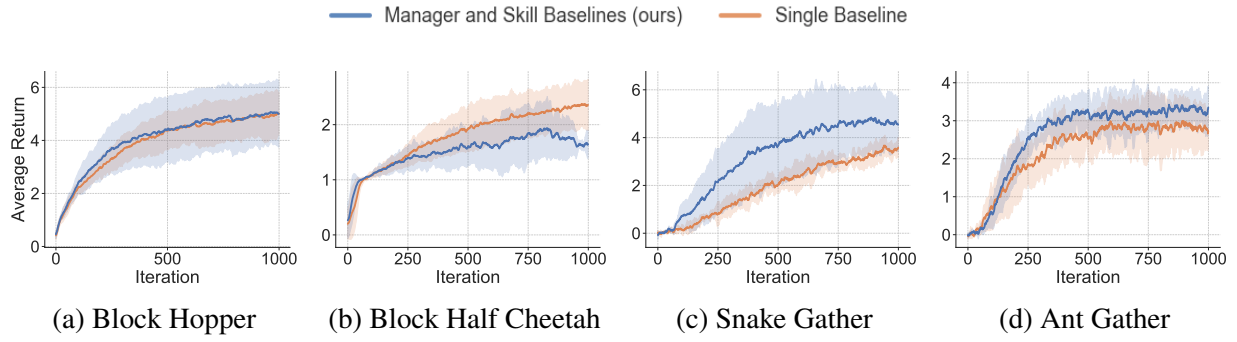 Manager and Skill Baselines (ours) Single Baseline
Average Return
6
4
2
0
0 500 1000
Iteration
(a) Block Hopper
2
1
0
0 250 500 750 1000
Iteration
(b) Block Half Cheetah
6
4
2
0
0 250 500 750 1000
Iteration
(c) Snake Gather
4
3
2
1
0
0 250 500 750 1000
Iteration
(d) Ant Gather